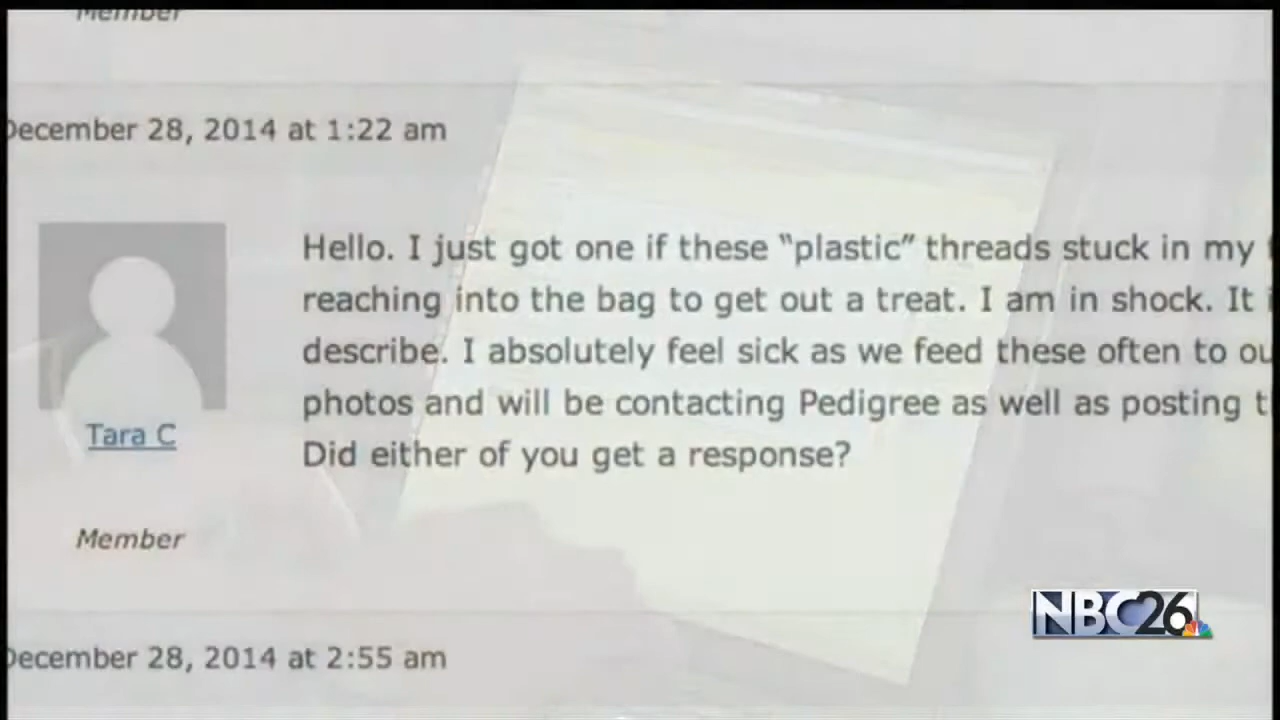 Member
December 28, 2014 at 1:22 am
Hello. I just got one if these “plastic” threads stuck in my
reaching into the bag to get out a treat. I am in shock. It
describe. I absolutely feel sick as we feed these often to
photos and will be contacting Pedigree as well as posting
Did either of you get a response?
Tara C
Member
NBC26
December 28, 2014 at 2:55 am